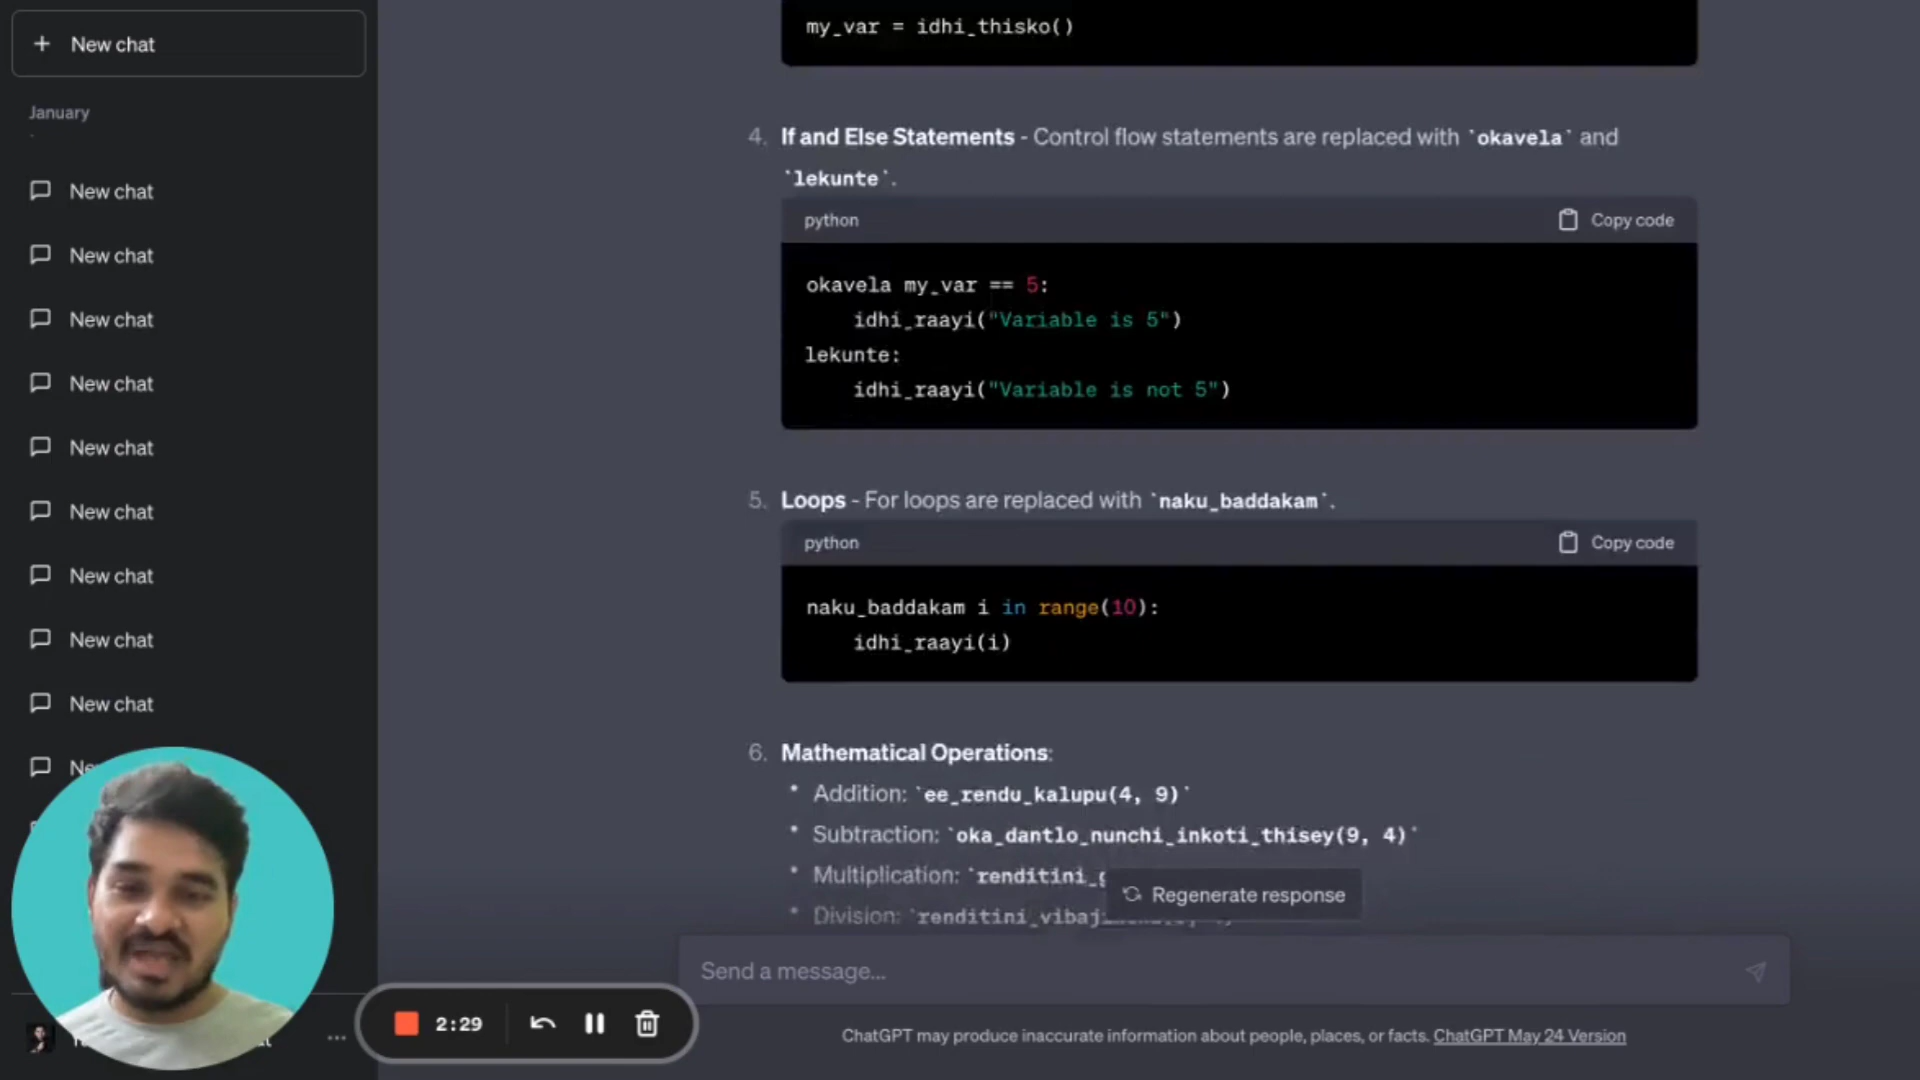 New chat
January
New chat
New chat
New chat
New chat
New chat
New chat
New chat
New chat
New chat
2:29
my_var = idhi_thisko()
4. If and Else Statements - Control flow statements are replaced with `okavela` and
`lekunte`.
python
Copy code
okavela my_var == 5:
idhi_raayi("Variable is 5")
lekunte:
idhi_raayi("Variable is not 5")
5. Loops - For loops are replaced with `naku_baddakam`.
python
Copy code
naku_baddakam i in range(10):
idhi_raayi(i)
6. Mathematical Operations:
• Addition: `ee_rendu_kalupu(4, 9)`
• Subtraction: `oka_dantlo_nunchi_inkoti_thisey(9, 4)`
• Multiplication:
• Division:
Regenerate response
Send a message...
ChatGPT may produce inaccurate information about people, places, or facts. ChatGPT May 24 Version